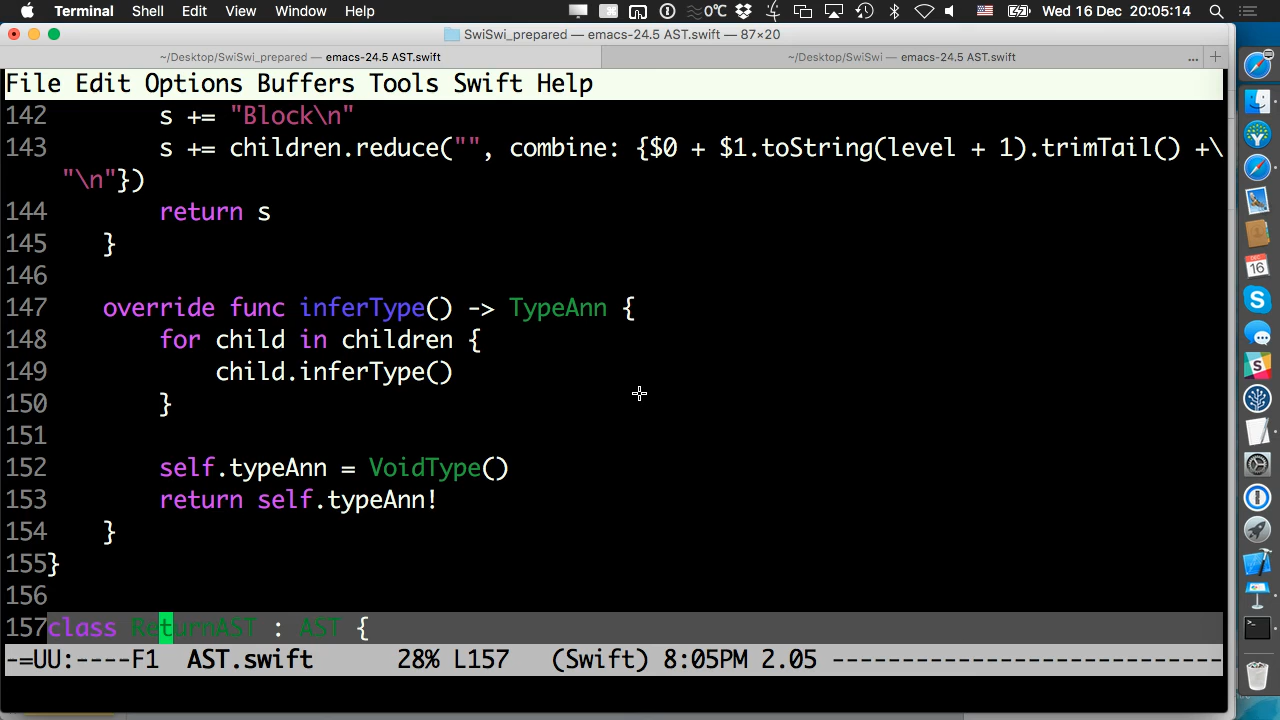 Terminal Shell Edit View Window Help 0℃ Wed 16 Dec 20:05:14
SwiSwi_prepared — emacs-24.5 AST.swift — 87×20
~/Desktop/SwiSwi_prepared — emacs-24.5 AST.swift ~/Desktop/SwiSwi — emacs-24.5 AST.swift ... +
File Edit Options Buffers Tools Swift Help
142 s += "Block\n"
143 s += children.reduce("", combine: {$0 + $1.toString(level + 1).trimTail() +\
"\n"})
144 return s
145 }
146
147 override func inferType() -> TypeAnn {
148 for child in children {
149 child.inferType()
150 }
151
152 self.typeAnn = VoidType()
153 return self.typeAnn!
154 }
155 }
156
157 class ReturnAST : AST {
-=UU:----F1 AST.swift 28% L157 (Swift) 8:05PM 2.05 ----------------------------
DEC
16